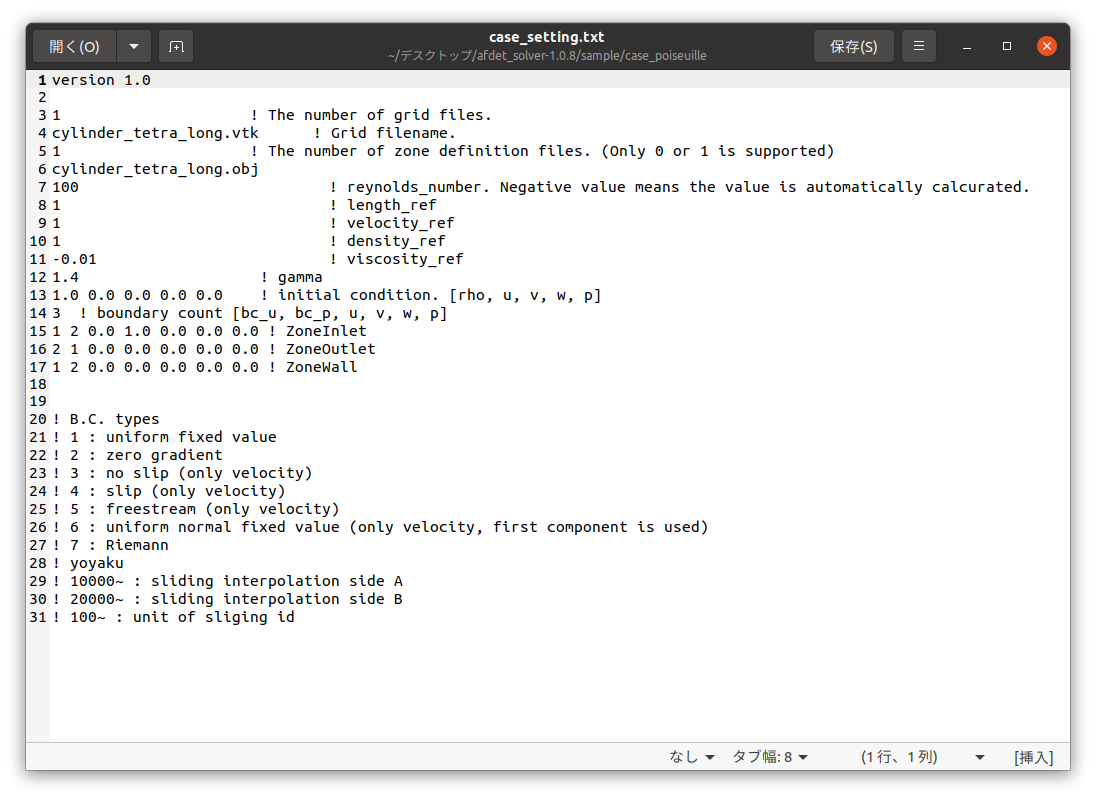 開く(O)
case_setting.txt
~/デスクトップ/afdet_solver-1.0.8/sample/case_poiseuille
保存(S)
1 version 1.0
2
3 1 ! The number of grid files.
4 cylinder_tetra_long.vtk ! Grid filename.
5 1 ! The number of zone definition files. (Only 0 or 1 is supported)
6 cylinder_tetra_long.obj
7 100 ! reynolds_number. Negative value means the value is automatically calcurated.
8 1 ! length_ref
9 1 ! velocity_ref
10 1 ! density_ref
11 -0.01 ! viscosity_ref
12 1.4 ! gamma
13 1.0 0.0 0.0 0.0 0.0 ! initial condition. [rho, u, v, w, p]
14 3 ! boundary count [bc_u, bc_p, u, v, w, p]
15 1 2 0.0 1.0 0.0 0.0 0.0 ! ZoneInlet
16 2 1 0.0 0.0 0.0 0.0 0.0 ! ZoneOutlet
17 1 2 0.0 0.0 0.0 0.0 0.0 ! ZoneWall
18
19
20 ! B.C. types
21 ! 1 : uniform fixed value
22 ! 2 : zero gradient
23 ! 3 : no slip (only velocity)
24 ! 4 : slip (only velocity)
25 ! 5 : freestream (only velocity)
26 ! 6 : uniform normal fixed value (only velocity, first component is used)
27 ! 7 : Riemann
28 ! yoyaku
29 ! 10000~ : sliding interpolation side A
30 ! 20000~ : sliding interpolation side B
31 ! 100~ : unit of sliging id
なし タブ幅: 8 (1 行、1 列) [挿入]